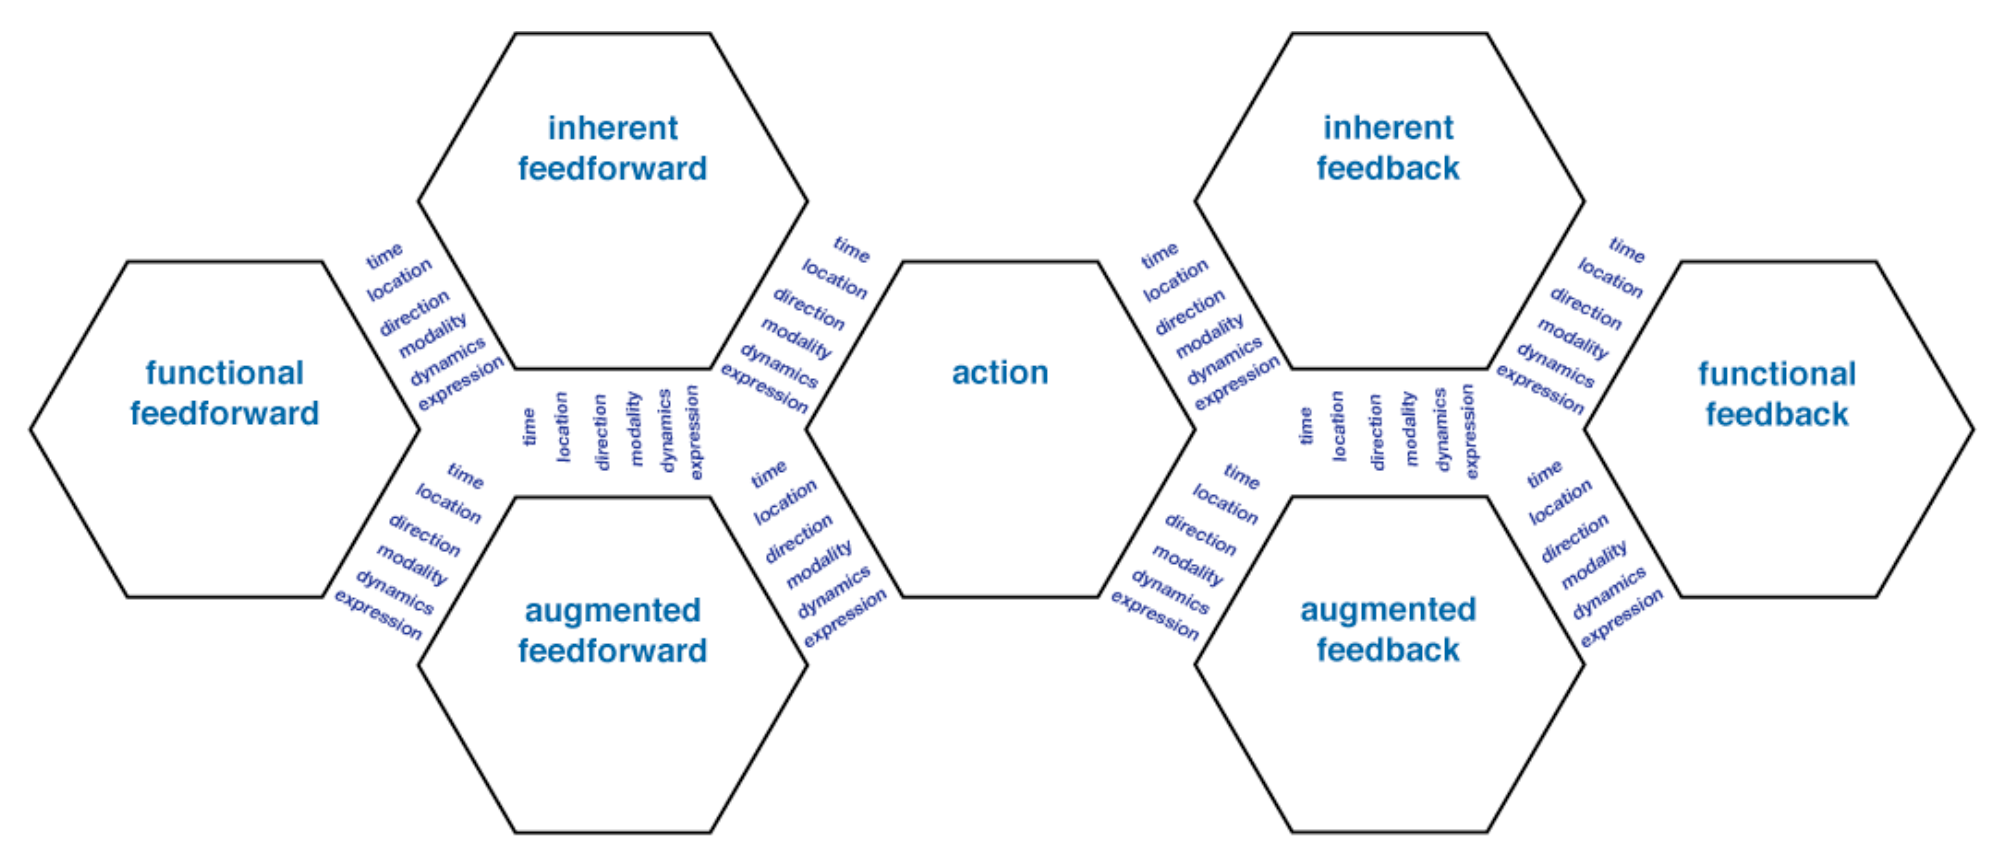 inherent
feedforward
inherent
feedback
time
location
direction
modality
dynamics
expression
time
location
direction
modality
dynamics
expression
time
location
direction
modality
dynamics
expression
time
location
direction
modality
dynamics
expression
functional
feedforward
action
functional
feedback
time
location
direction
modality
dynamics
expression
time
location
direction
modality
dynamics
expression
time
location
direction
modality
dynamics
expression
time
location
direction
modality
dynamics
expression
time
location
direction
modality
dynamics
expression
time
location
direction
modality
dynamics
expression
augmented
feedforward
augmented
feedback